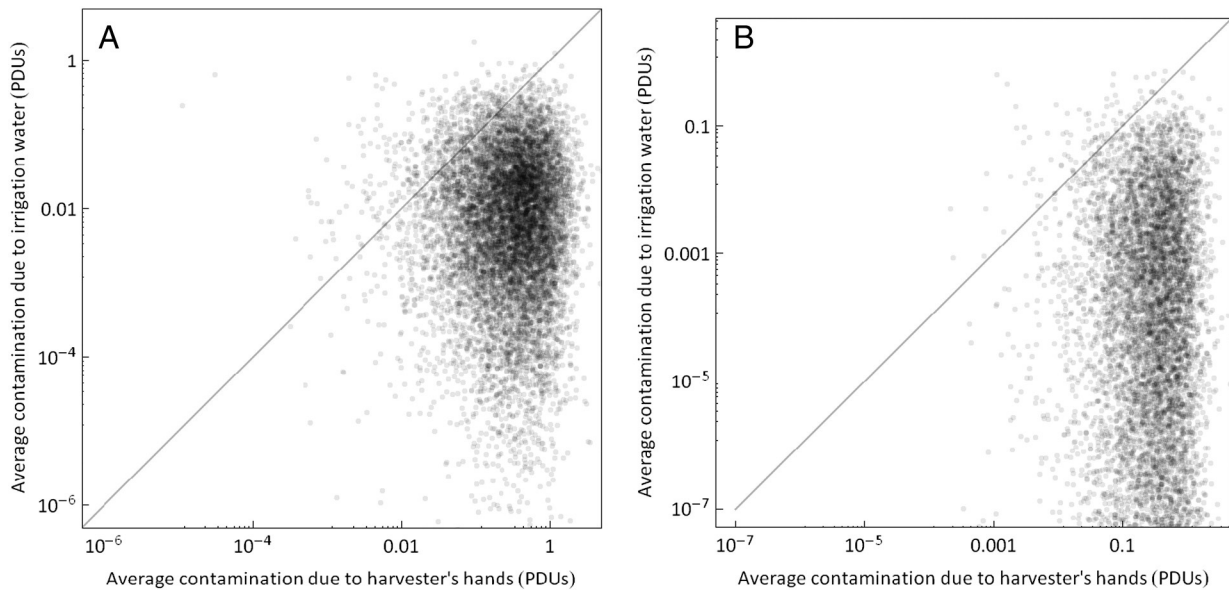 A
Average contamination due to irrigation water (PDUs)
1
0.01
10⁻⁴
10⁻⁶
10⁻⁶ 10⁻⁴ 0.01 1
Average contamination due to harvester's hands (PDUs)
B
Average contamination due to irrigation water (PDUs)
0.1
0.001
10⁻⁵
10⁻⁷
10⁻⁷ 10⁻⁵ 0.001 0.1
Average contamination due to harvester's hands (PDUs)